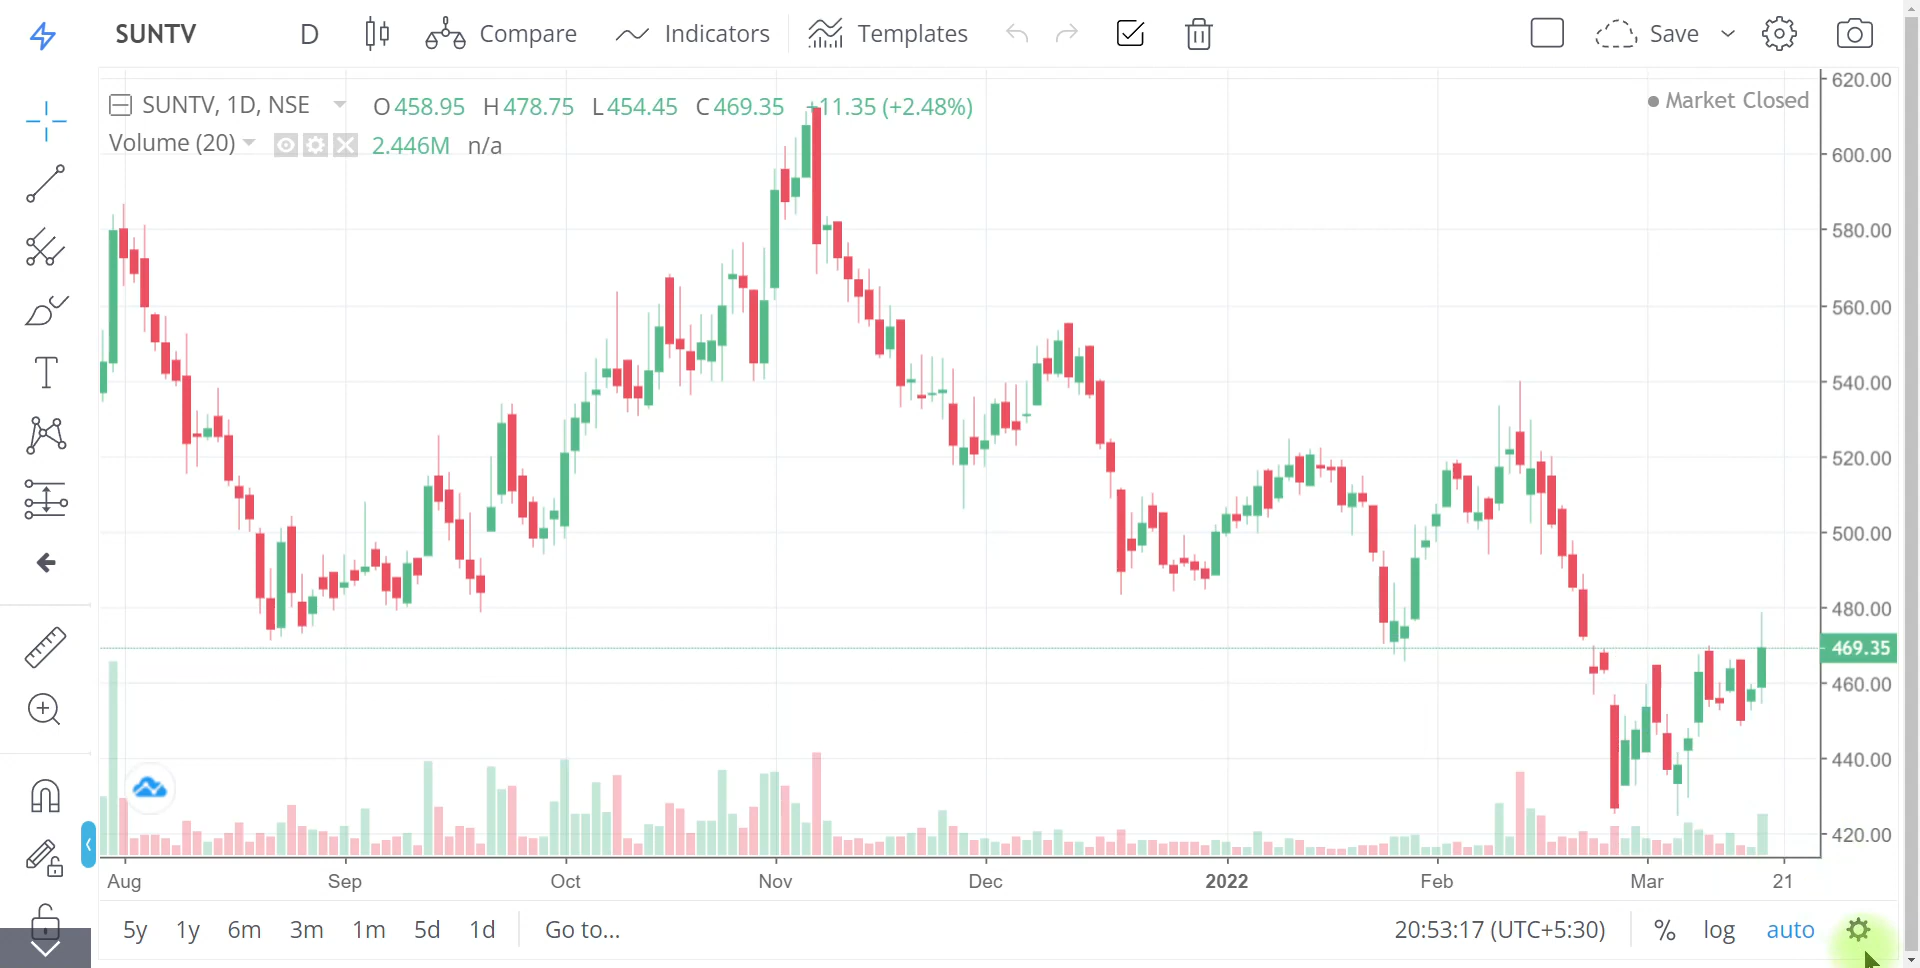 SUNTV D Compare Indicators Templates Save
SUNTV, 1D, NSE O458.95 H478.75 L454.45 C469.35 +11.35 (+2.48%)
Market Closed
Volume (20) 2.446M n/a
620.00
600.00
580.00
560.00
540.00
520.00
500.00
480.00
469.35
460.00
440.00
420.00
Aug Sep Oct Nov Dec 2022 Feb Mar 21
5y 1y 6m 3m 1m 5d 1d Go to... 20:53:17 (UTC+5:30) % log auto